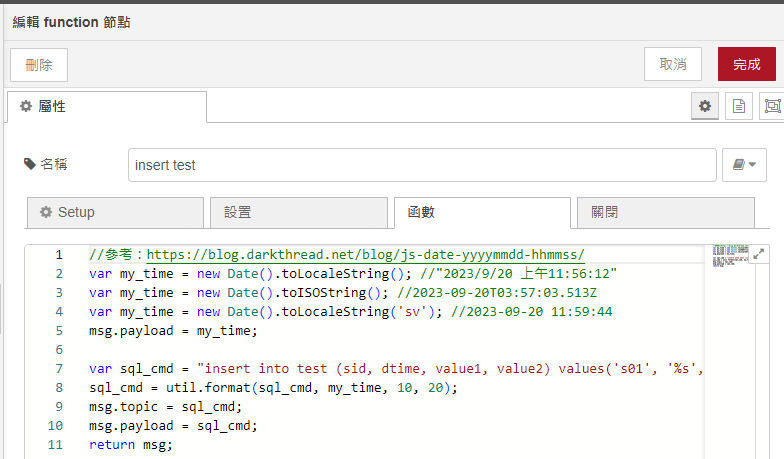 編輯 function 節點
刪除
取消
完成
屬性
名稱
insert test
Setup
設置
函數
關閉
1 //參考：https://blog.darkthread.net/blog/js-date-yyyymmdd-hhmmss/
2 var my_time = new Date().toLocaleString(); //"2023/9/20 上午11:56:12"
3 var my_time = new Date().toISOString(); //2023-09-20T03:57:03.513Z
4 var my_time = new Date().toLocaleString('sv'); //2023-09-20 11:59:44
5 msg.payload = my_time;
6
7 var sql_cmd = "insert into test (sid, dtime, value1, value2) values('s01', '%s',
8 sql_cmd = util.format(sql_cmd, my_time, 10, 20);
9 msg.topic = sql_cmd;
10 msg.payload = sql_cmd;
11 return msg;